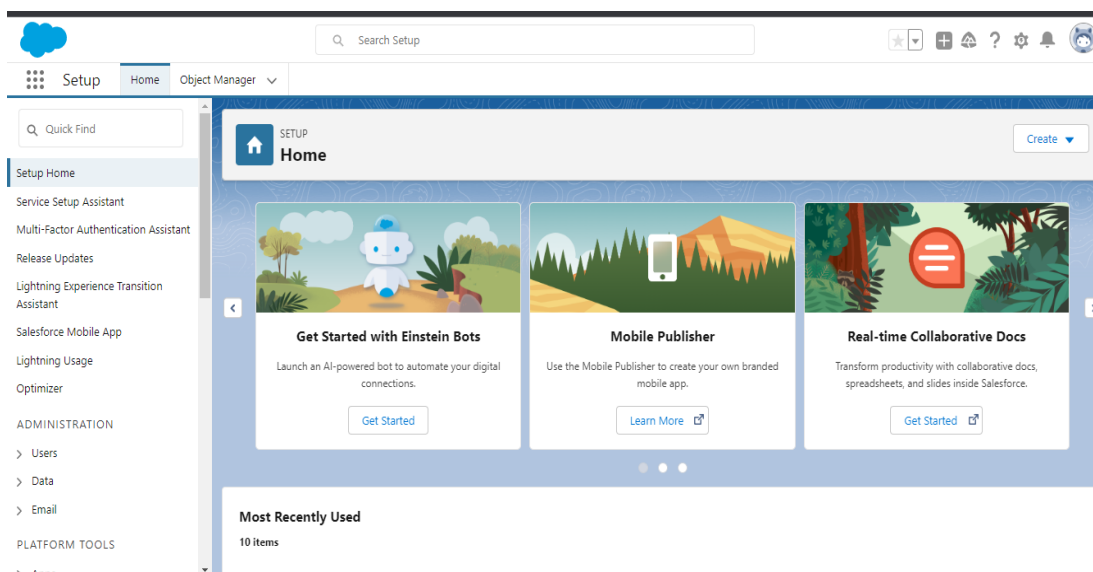 Search Setup
Setup
Home
Object Manager
Quick Find
Setup Home
Service Setup Assistant
Multi-Factor Authentication Assistant
Release Updates
Lightning Experience Transition
Assistant
Salesforce Mobile App
Lightning Usage
Optimizer
ADMINISTRATION
Users
Data
Email
PLATFORM TOOLS
SETUP
Home
Create
Get Started with Einstein Bots
Launch an AI-powered bot to automate your digital
connections.
Get Started
Mobile Publisher
Use the Mobile Publisher to create your own branded
mobile app.
Learn More
Real-time Collaborative Docs
Transform productivity with collaborative docs,
spreadsheets, and slides inside Salesforce.
Get Started
Most Recently Used
10 items